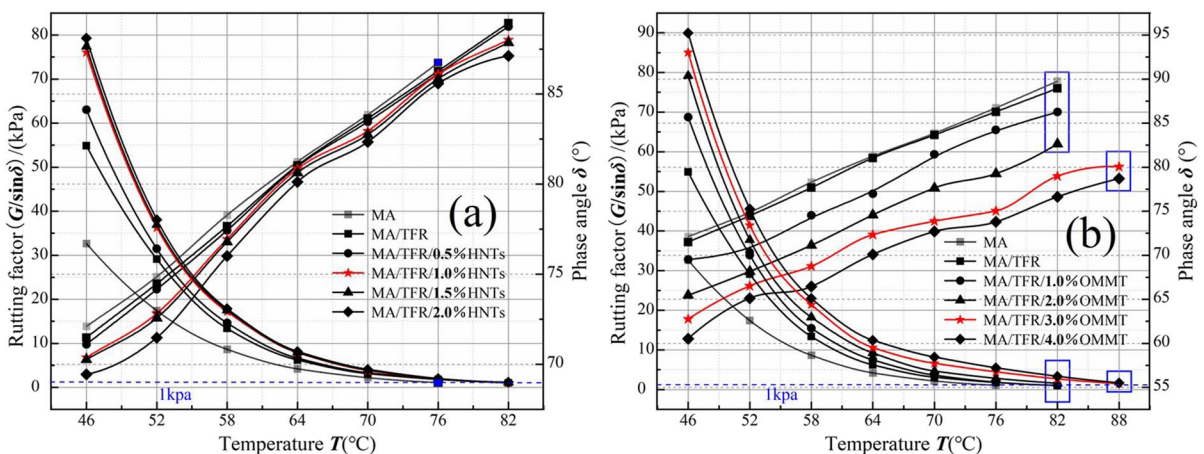 80
70
60
50
40
30
20
10
0
Rutting factor (G/sinδ) /(kPa)
85
80
75
70
Phase angle δ (°)
(a)
MA
MA/TFR
MA/TFR/0.5%HNTs
MA/TFR/1.0%HNTs
MA/TFR/1.5%HNTs
MA/TFR/2.0%HNTs
1kpa
46 52 58 64 70 76 82
Temperature T(°C)
90
80
70
60
50
40
30
20
10
0
Rutting factor (G/sinδ) /(kPa)
95
90
85
80
75
70
65
60
55
Phase angle δ (°)
(b)
MA
MA/TFR
MA/TFR/1.0%OMMT
MA/TFR/2.0%OMMT
MA/TFR/3.0%OMMT
MA/TFR/4.0%OMMT
1kpa
46 52 58 64 70 76 82 88
Temperature T(°C)